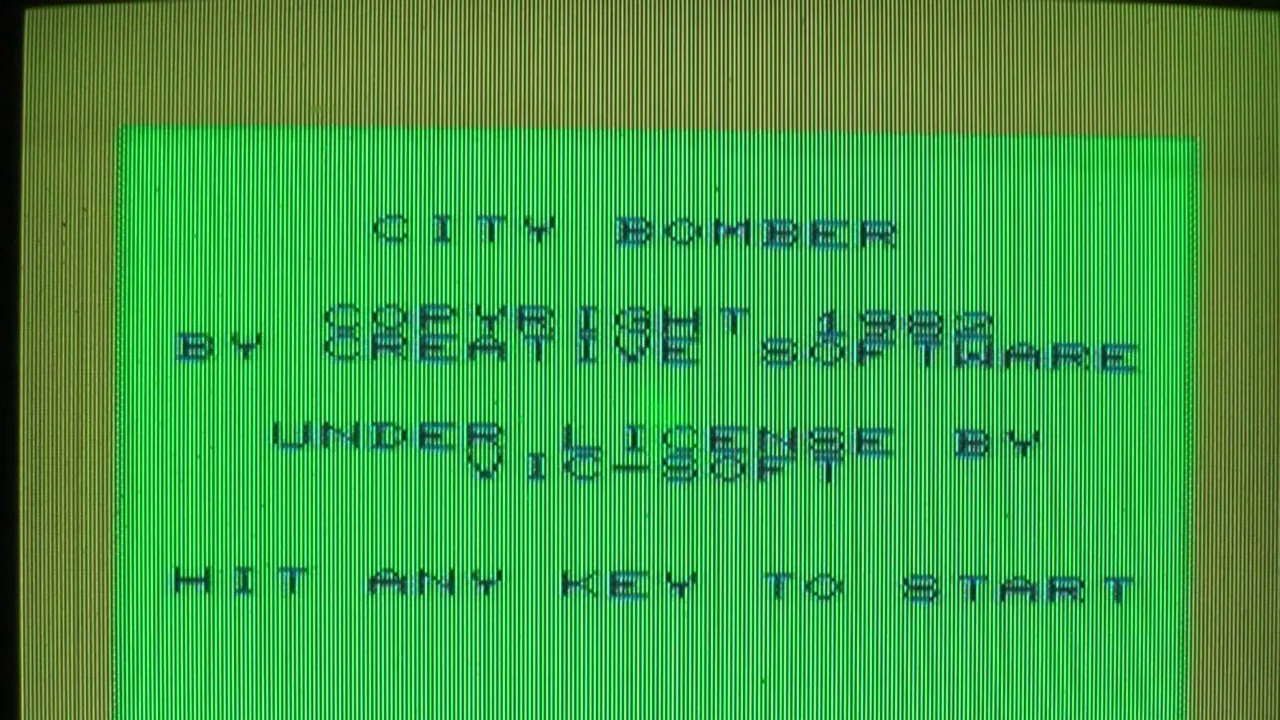 CITY BOMBER
COPYRIGHT 1982
BY CREATIVE SOFTWARE
UNDER LICENSE BY
VIC-SOFT
HIT ANY KEY TO START